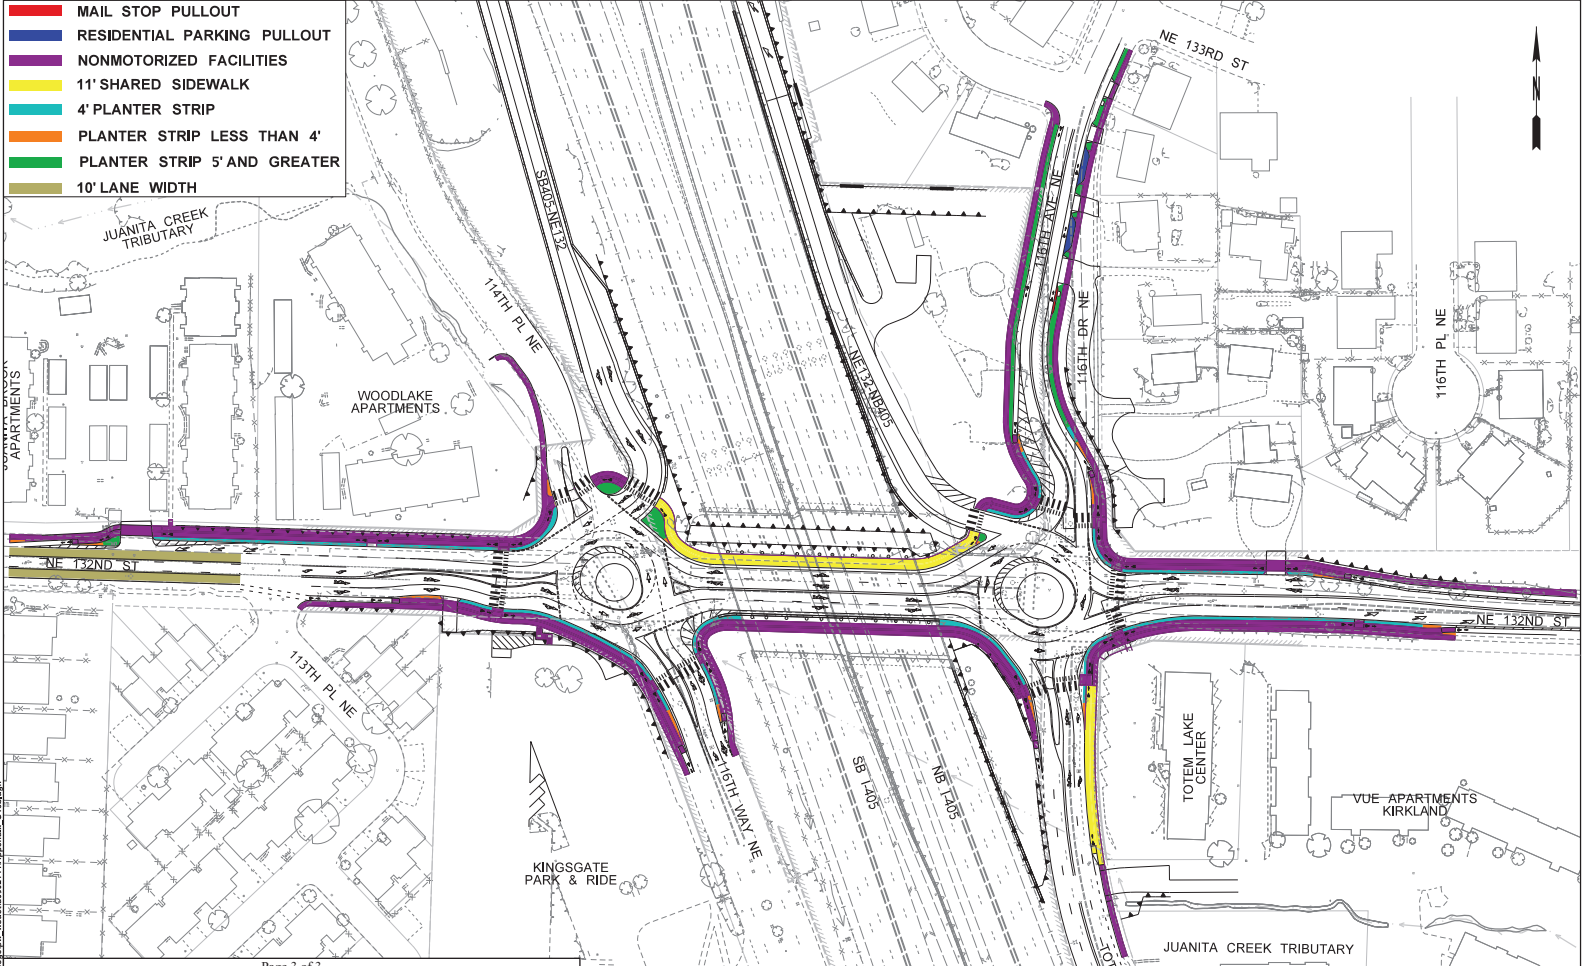 MAIL STOP PULLOUT
RESIDENTIAL PARKING PULLOUT
NONMOTORIZED FACILITIES
11' SHARED SIDEWALK
4' PLANTER STRIP
PLANTER STRIP LESS THAN 4'
PLANTER STRIP 5' AND GREATER
10' LANE WIDTH
NE 133RD ST
N
JUANITA CREEK
TRIBUTARY
SB405-NE132
116TH AVE NE
114TH PL NE
116TH DR NE
116TH PL NE
NE132-NB405
APARTMENTS
WOODLAKE
APARTMENTS
NE 132ND ST
NE 132ND ST
113TH PL NE
116TH WAY NE
SB I-405
NB I-405
TOTEM LAKE
CENTER
VUE APARTMENTS
KIRKLAND
KINGSGATE
PARK & RIDE
JUANITA CREEK TRIBUTARY